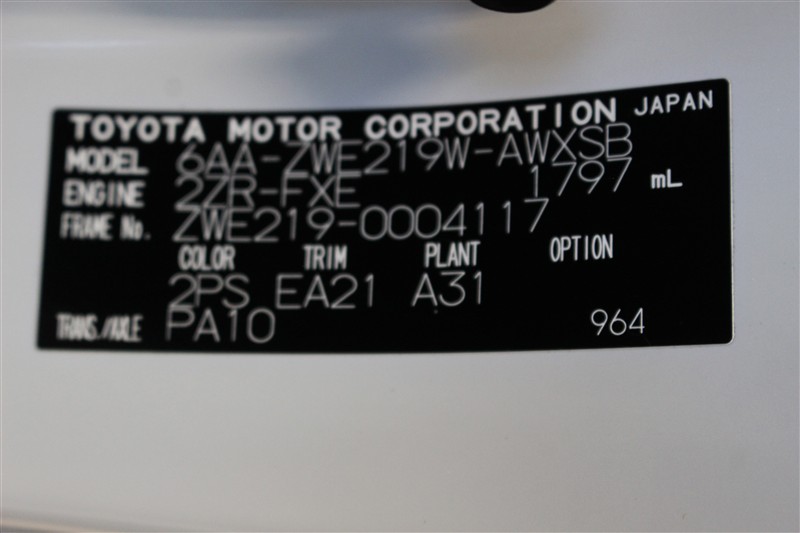 TOYOTA MOTOR CORPORATION JAPAN
MODEL 6AA-ZWE219W-AWXSB
ENGINE 2ZR-FXE 1797 mL
FRAME No. ZWE219-0004117
COLOR TRIM PLANT OPTION
2PS EA21 A31
TRANS./AXLE PA10 964